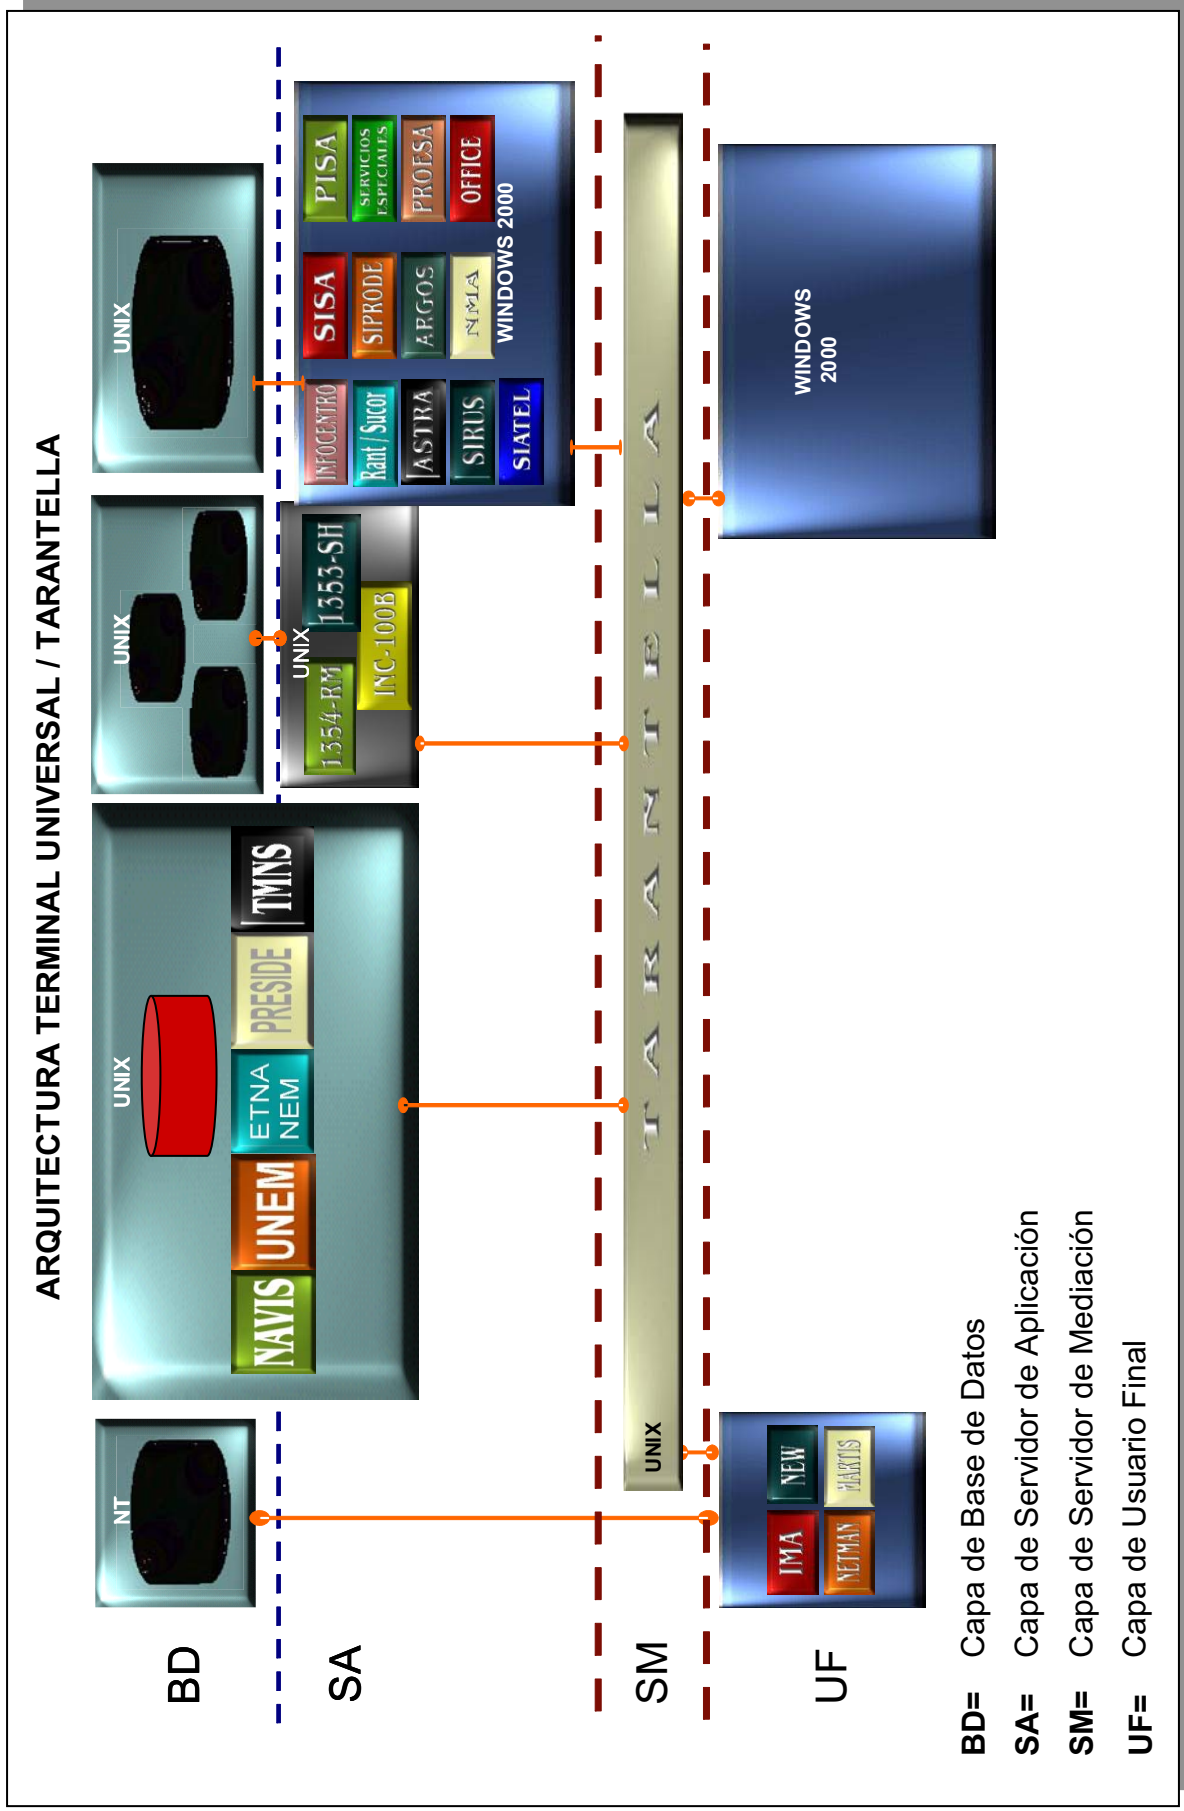 ARQUITECTURA TERMINAL UNIVERSAL / TARANTELLA
BD
NT
UNIX
NAVIS
UNEM
ETNA
NEM
PRESIDE
TMNS
UNIX
UNIX
SA
UNIX
1354-RM
1353-SH
INC-100B
INFOCENTRO
SISA
PISA
Rant / Sucor
SIPRODE
SERVICIOS
ESPECIALES
ASTRA
ARGOS
PROESA
SIRUS
NMA
OFFICE
SIATEL
WINDOWS 2000
SM
UNIX
TARANTELLA
UF
IMA
NEW
NETMAN
MARTIS
WINDOWS
2000
BD= Capa de Base de Datos
SA= Capa de Servidor de Aplicación
SM= Capa de Servidor de Mediación
UF= Capa de Usuario Final